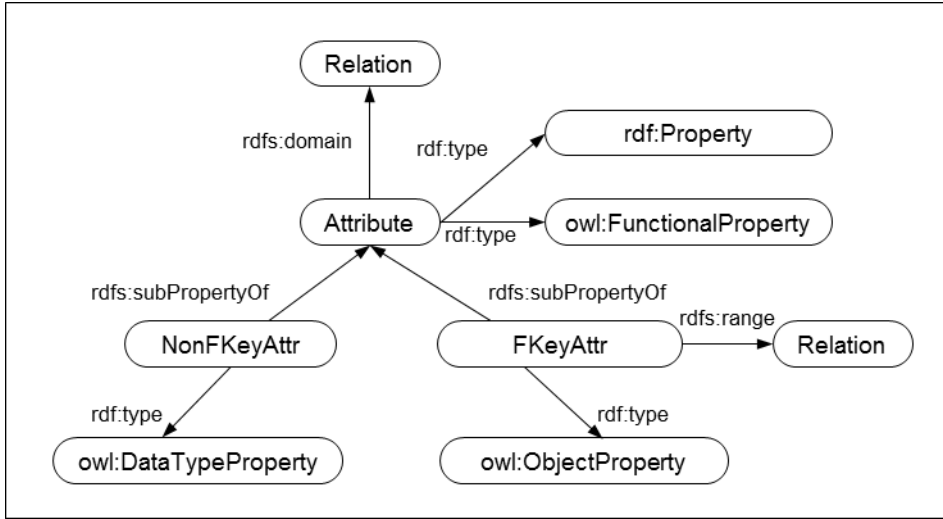 Relation
rdfs:domain
rdf:type
rdf:Property
Attribute
rdf:type
owl:FunctionalProperty
rdfs:subPropertyOf
rdfs:subPropertyOf
rdfs:range
NonFKeyAttr
FKeyAttr
Relation
rdf:type
rdf:type
owl:DataTypeProperty
owl:ObjectProperty